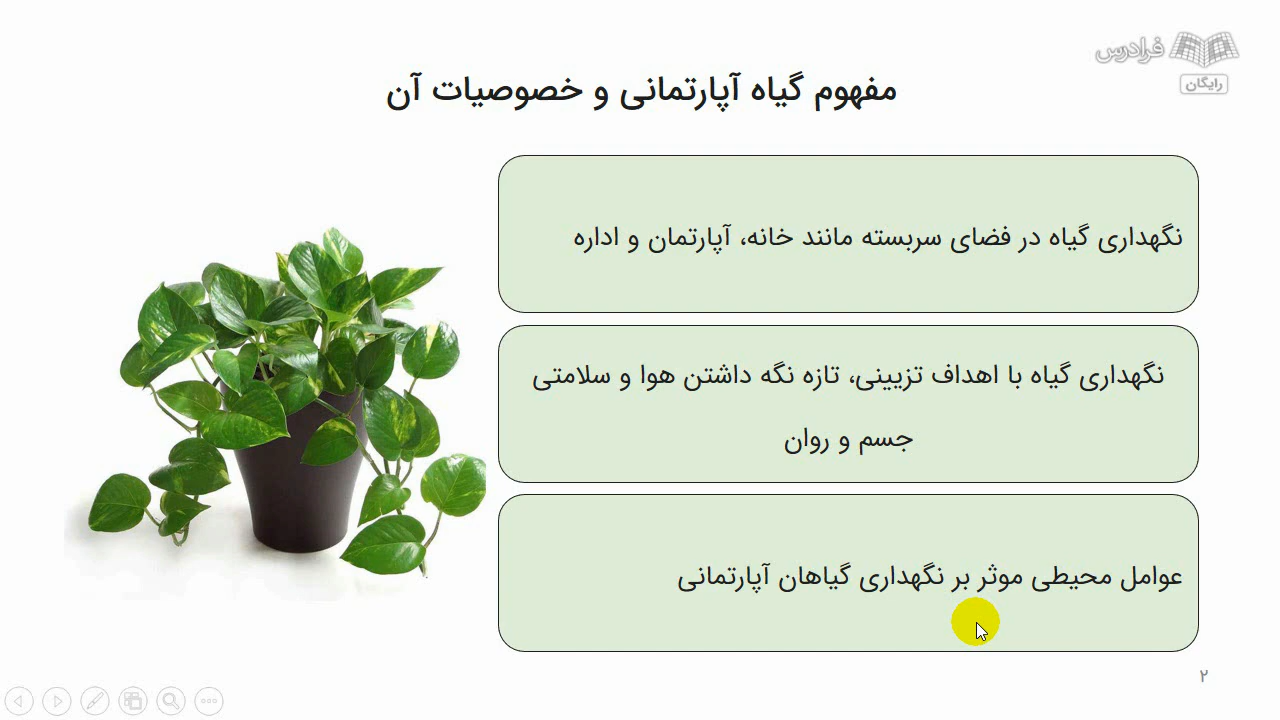 فرادرس
رایگان
مفهوم گیاه آپارتمانی و خصوصیات آن
نگهداری گیاه در فضای سربسته مانند خانه، آپارتمان و اداره
نگهداری گیاه با اهداف تزیینی، تازه نگه داشتن هوا و سلامتی
جسم و روان
عوامل محیطی موثر بر نگهداری گیاهان آپارتمانی
۲